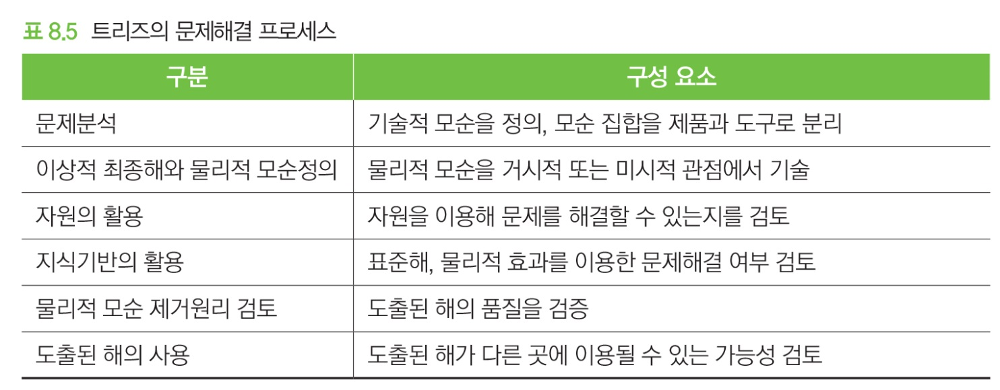 표 8.5 트리즈의 문제해결 프로세스
구분 구성 요소
문제분석 기술적 모순을 정의, 모순 집합을 제품과 도구로 분리
이상적 최종해와 물리적 모순정의 물리적 모순을 거시적 또는 미시적 관점에서 기술
자원의 활용 자원을 이용해 문제를 해결할 수 있는지를 검토
지식기반의 활용 표준해, 물리적 효과를 이용한 문제해결 여부 검토
물리적 모순 제거원리 검토 도출된 해의 품질을 검증
도출된 해의 사용 도출된 해가 다른 곳에 이용될 수 있는 가능성 검토